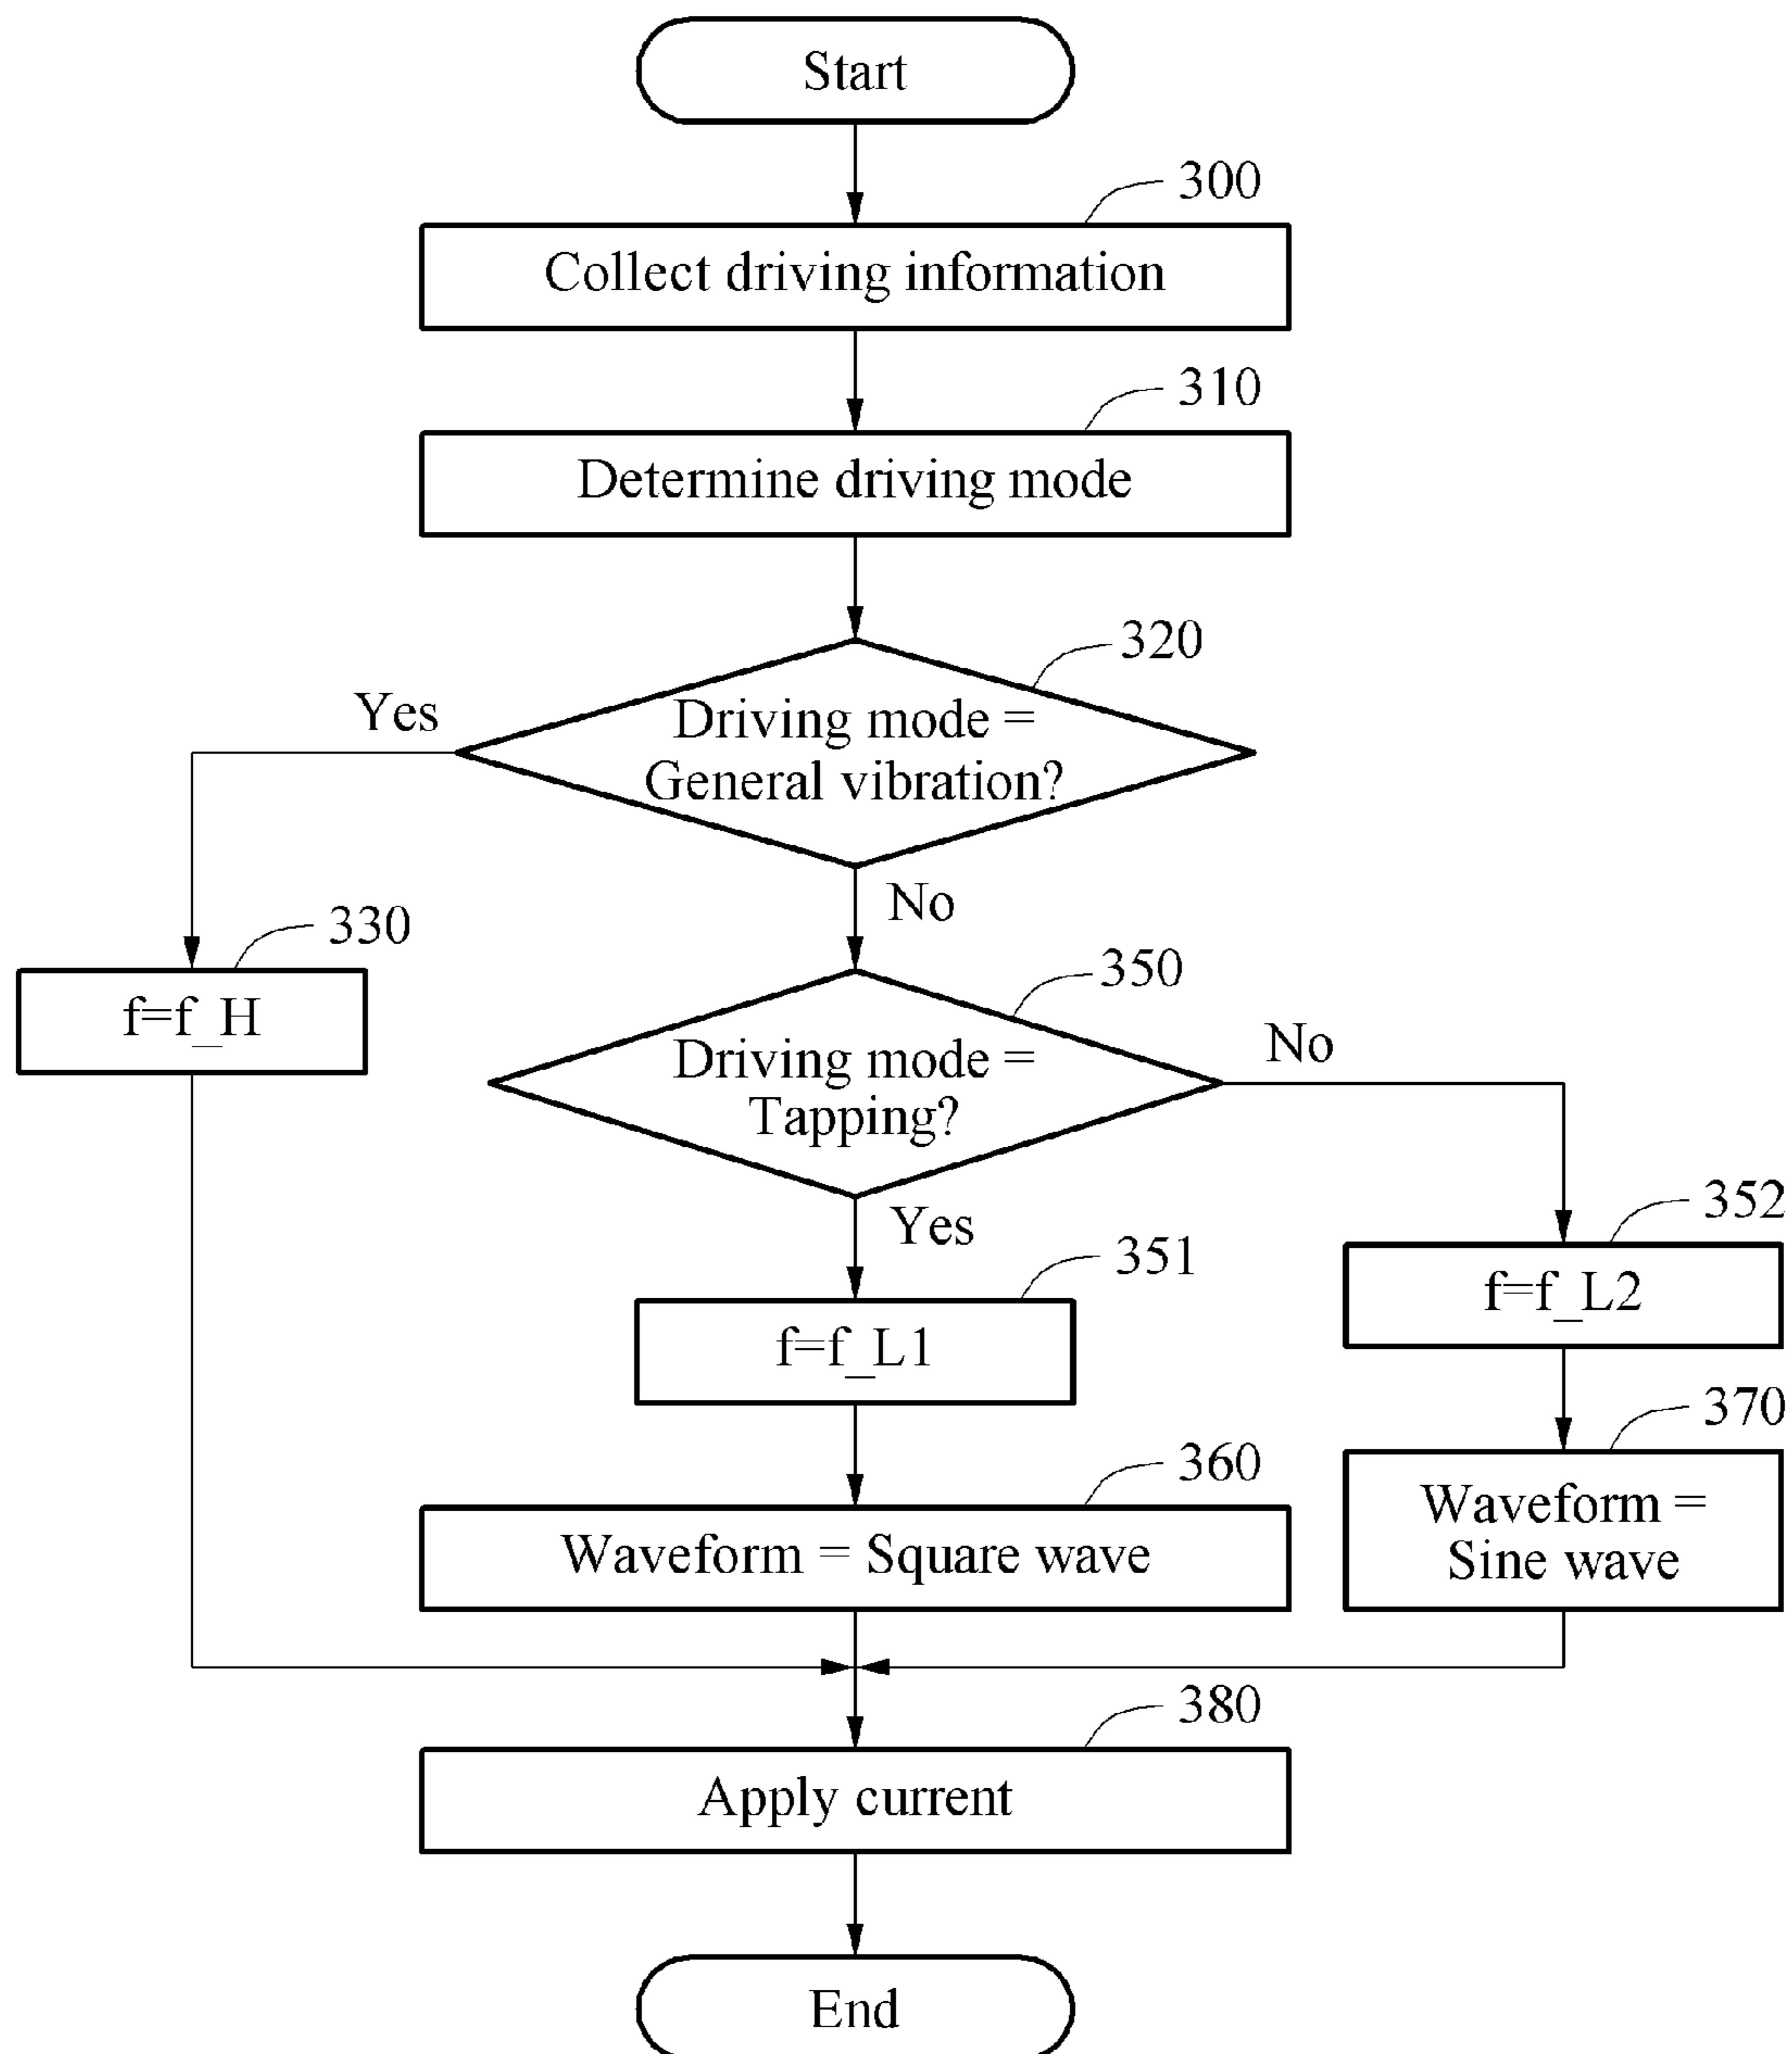 Start
300
Collect driving information
310
Determine driving mode
320
Driving mode =
General vibration?
Yes
No
330
f=f_H
350
Driving mode =
Tapping?
No
Yes
352
f=f_L2
351
f=f_L1
370
Waveform =
Sine wave
360
Waveform = Square wave
380
Apply current
End